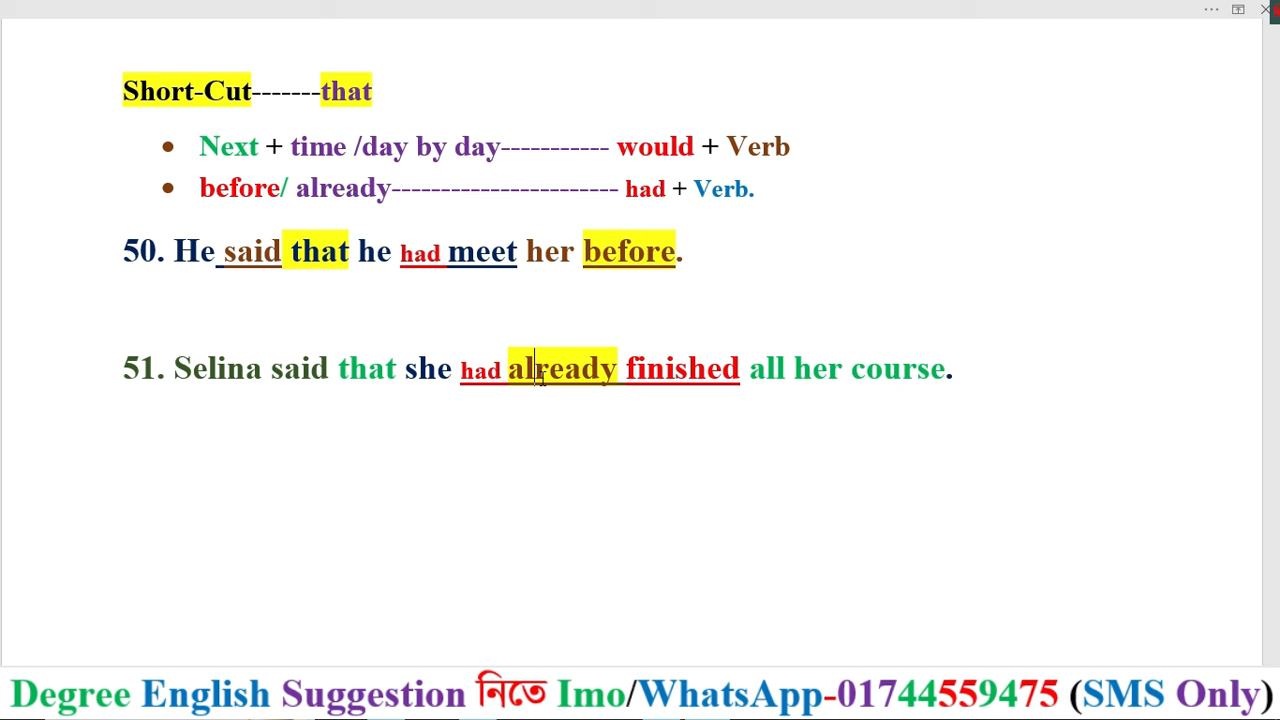 Short-Cut-------that
• Next + time /day by day----------- would + Verb
• before/ already----------------------- had + Verb.
50. He said that he had meet her before.
51. Selina said that she had already finished all her course.
Degree English Suggestion নিতে Imo/WhatsApp-01744559475 (SMS Only)